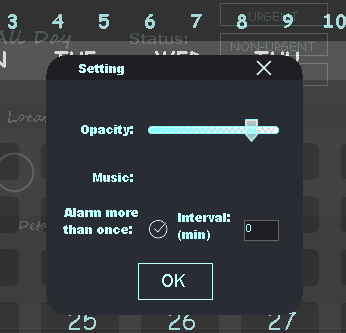 3 4 5 6 7 8 9 10
All Day Status: URGENT
TUE WED THU NON-URGENT
Setting
Opacity:
Music:
Alarm more Interval:
than once: (min) 0
OK
25 26 27